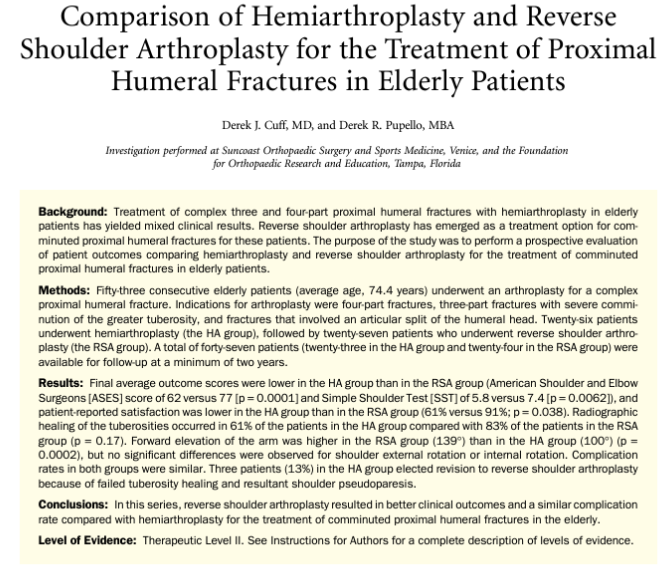 Comparison of Hemiarthroplasty and Reverse
Shoulder Arthroplasty for the Treatment of Proximal
Humeral Fractures in Elderly Patients
Derek J. Cuff, MD, and Derek R. Pupello, MBA
Investigation performed at Suncoast Orthopaedic Surgery and Sports Medicine, Venice, and the Foundation
for Orthopaedic Research and Education, Tampa, Florida
Background: Treatment of complex three and four-part proximal humeral fractures with hemiarthroplasty in elderly
patients has yielded mixed clinical results. Reverse shoulder arthroplasty has emerged as a treatment option for com-
minuted proximal humeral fractures for these patients. The purpose of the study was to perform a prospective evaluation
of patient outcomes comparing hemiarthroplasty and reverse shoulder arthroplasty for the treatment of comminuted
proximal humeral fractures in elderly patients.
Methods: Fifty-three consecutive elderly patients (average age, 74.4 years) underwent an arthroplasty for a complex
proximal humeral fracture. Indications for arthroplasty were four-part fractures, three-part fractures with severe commi-
nution of the greater tuberosity, and fractures that involved an articular split of the humeral head. Twenty-six patients
underwent hemiarthroplasty (the HA group), followed by twenty-seven patients who underwent reverse shoulder arthro-
plasty (the RSA group). A total of forty-seven patients (twenty-three in the HA group and twenty-four in the RSA group) were
available for follow-up at a minimum of two years.
Results: Final average outcome scores were lower in the HA group than in the RSA group (American Shoulder and Elbow
Surgeons [ASES] score of 62 versus 77 [p = 0.0001] and Simple Shoulder Test [SST] of 5.8 versus 7.4 [p = 0.0062]), and
patient-reported satisfaction was lower in the HA group than in the RSA group (61% versus 91%; p = 0.038). Radiographic
healing of the tuberosities occurred in 61% of the patients in the HA group compared with 83% of the patients in the RSA
group (p = 0.17). Forward elevation of the arm was higher in the RSA group (139°) than in the HA group (100°) (p =
0.0002), but no significant differences were observed for shoulder external rotation or internal rotation. Complication
rates in both groups were similar. Three patients (13%) in the HA group elected revision to reverse shoulder arthroplasty
because of failed tuberosity healing and resultant shoulder pseudoparesis.
Conclusions: In this series, reverse shoulder arthroplasty resulted in better clinical outcomes and a similar complication
rate compared with hemiarthroplasty for the treatment of comminuted proximal humeral fractures in the elderly.
Level of Evidence: Therapeutic Level II. See Instructions for Authors for a complete description of levels of evidence.